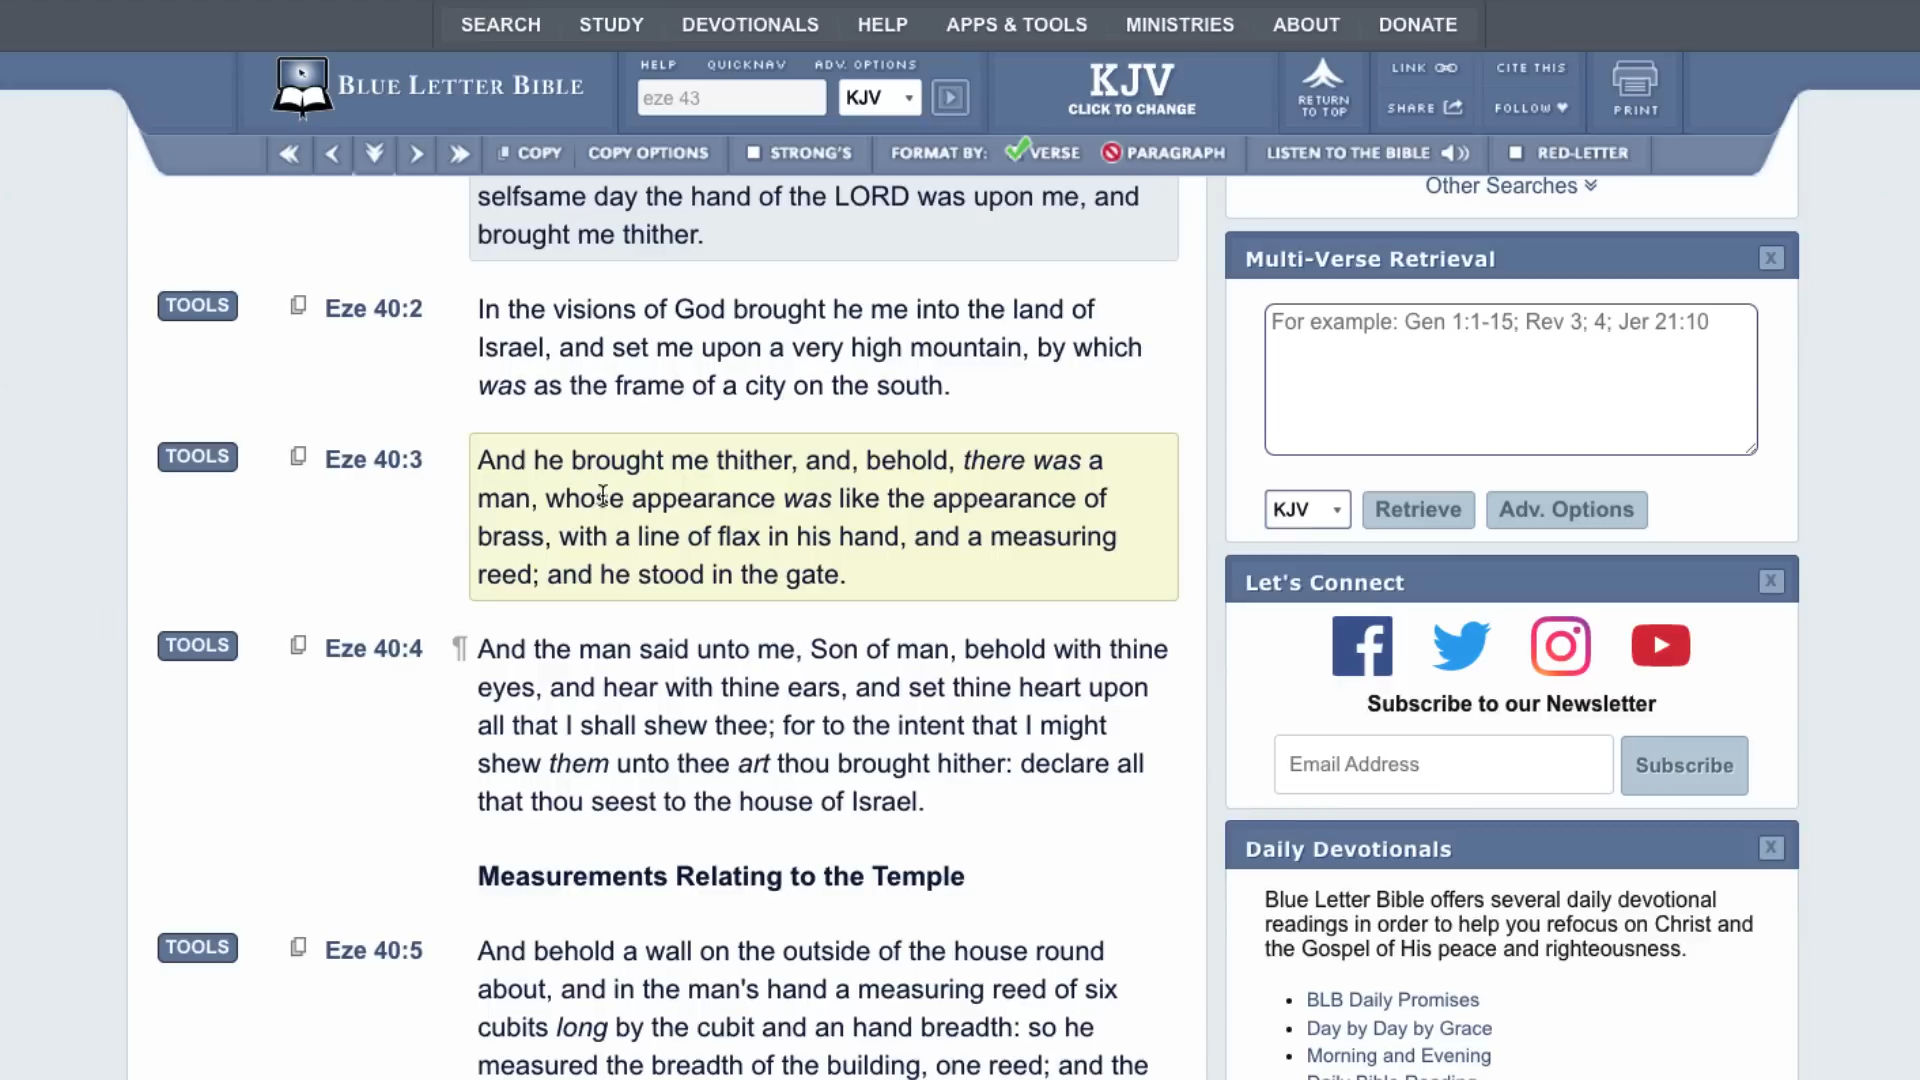 SEARCH STUDY DEVOTIONALS HELP APPS & TOOLS MINISTRIES ABOUT DONATE
BLUE LETTER BIBLE
HELP QUICKNAV ADV. OPTIONS
eze 43 KJV
KJV
CLICK TO CHANGE
RETURN
TO TOP
LINK
SHARE
CITE THIS
FOLLOW
PRINT
COPY COPY OPTIONS STRONG'S FORMAT BY: VERSE PARAGRAPH LISTEN TO THE BIBLE RED-LETTER
selfsame day the hand of the LORD was upon me, and
brought me thither.
TOOLS Eze 40:2 In the visions of God brought he me into the land of
Israel, and set me upon a very high mountain, by which
was as the frame of a city on the south.
TOOLS Eze 40:3 And he brought me thither, and, behold, there was a
man, whose appearance was like the appearance of
brass, with a line of flax in his hand, and a measuring
reed; and he stood in the gate.
TOOLS Eze 40:4 ¶ And the man said unto me, Son of man, behold with thine
eyes, and hear with thine ears, and set thine heart upon
all that I shall shew thee; for to the intent that I might
shew them unto thee art thou brought hither: declare all
that thou seest to the house of Israel.
Measurements Relating to the Temple
TOOLS Eze 40:5 And behold a wall on the outside of the house round
about, and in the man's hand a measuring reed of six
cubits long by the cubit and an hand breadth: so he
measured the breadth of the building, one reed; and the
Other Searches
Multi-Verse Retrieval X
For example: Gen 1:1-15; Rev 3; 4; Jer 21:10
KJV Retrieve Adv. Options
Let's Connect X
Subscribe to our Newsletter
Email Address Subscribe
Daily Devotionals X
Blue Letter Bible offers several daily devotional
readings in order to help you refocus on Christ and
the Gospel of His peace and righteousness.
• BLB Daily Promises
• Day by Day by Grace
• Morning and Evening
Daily Bible Reading